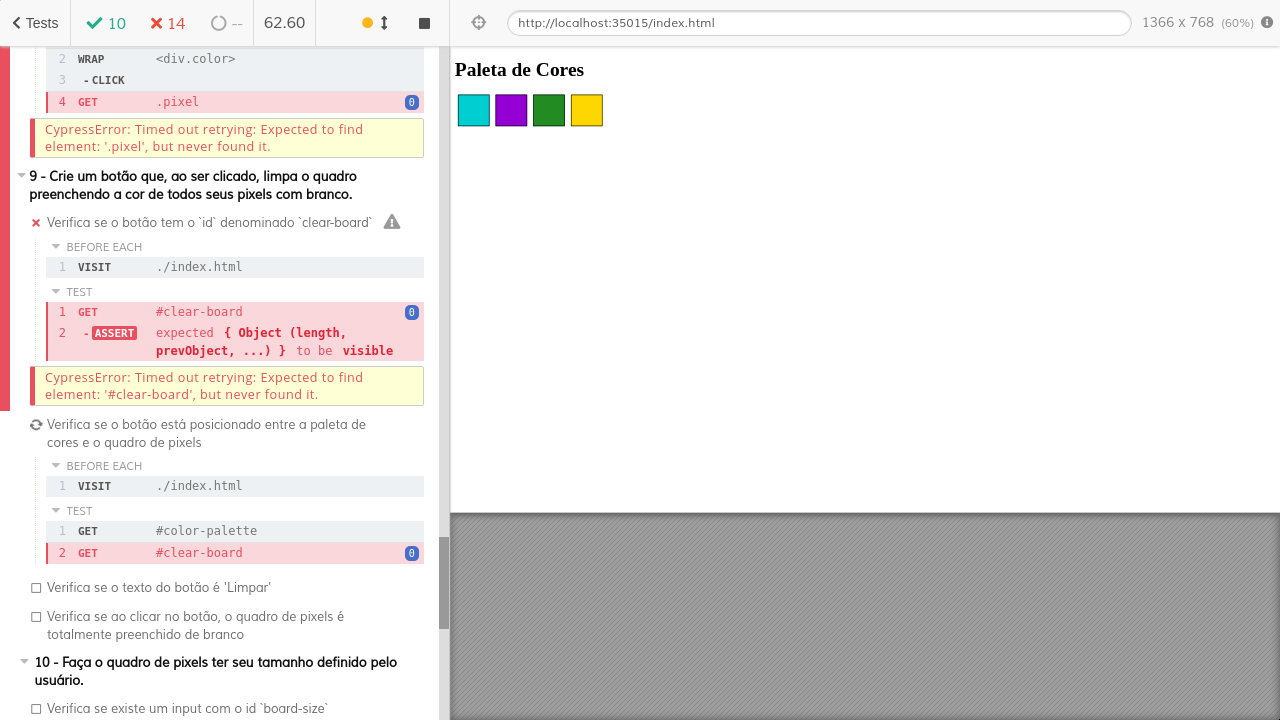 Tests 10 14 -- 62.60 http://localhost:35015/index.html 1366 x 768 (60%)
2 WRAP <div.color>
3 -CLICK
4 GET .pixel 0
CypressError: Timed out retrying: Expected to find
element: '.pixel', but never found it.
9 - Crie um botão que, ao ser clicado, limpa o quadro
preenchendo a cor de todos seus pixels com branco.
Verifica se o botão tem o `id` denominado `clear-board`
BEFORE EACH
1 VISIT ./index.html
TEST
1 GET #clear-board 0
2 -ASSERT expected { Object (length,
prevObject, ...) } to be visible
CypressError: Timed out retrying: Expected to find
element: '#clear-board', but never found it.
Verifica se o botão está posicionado entre a paleta de
cores e o quadro de pixels
BEFORE EACH
1 VISIT ./index.html
TEST
1 GET #color-palette
2 GET #clear-board 0
Verifica se o texto do botão é 'Limpar'
Verifica se ao clicar no botão, o quadro de pixels é
totalmente preenchido de branco
10 - Faça o quadro de pixels ter seu tamanho definido pelo
usuário.
Verifica se existe um input com o id `board-size`
Paleta de Cores